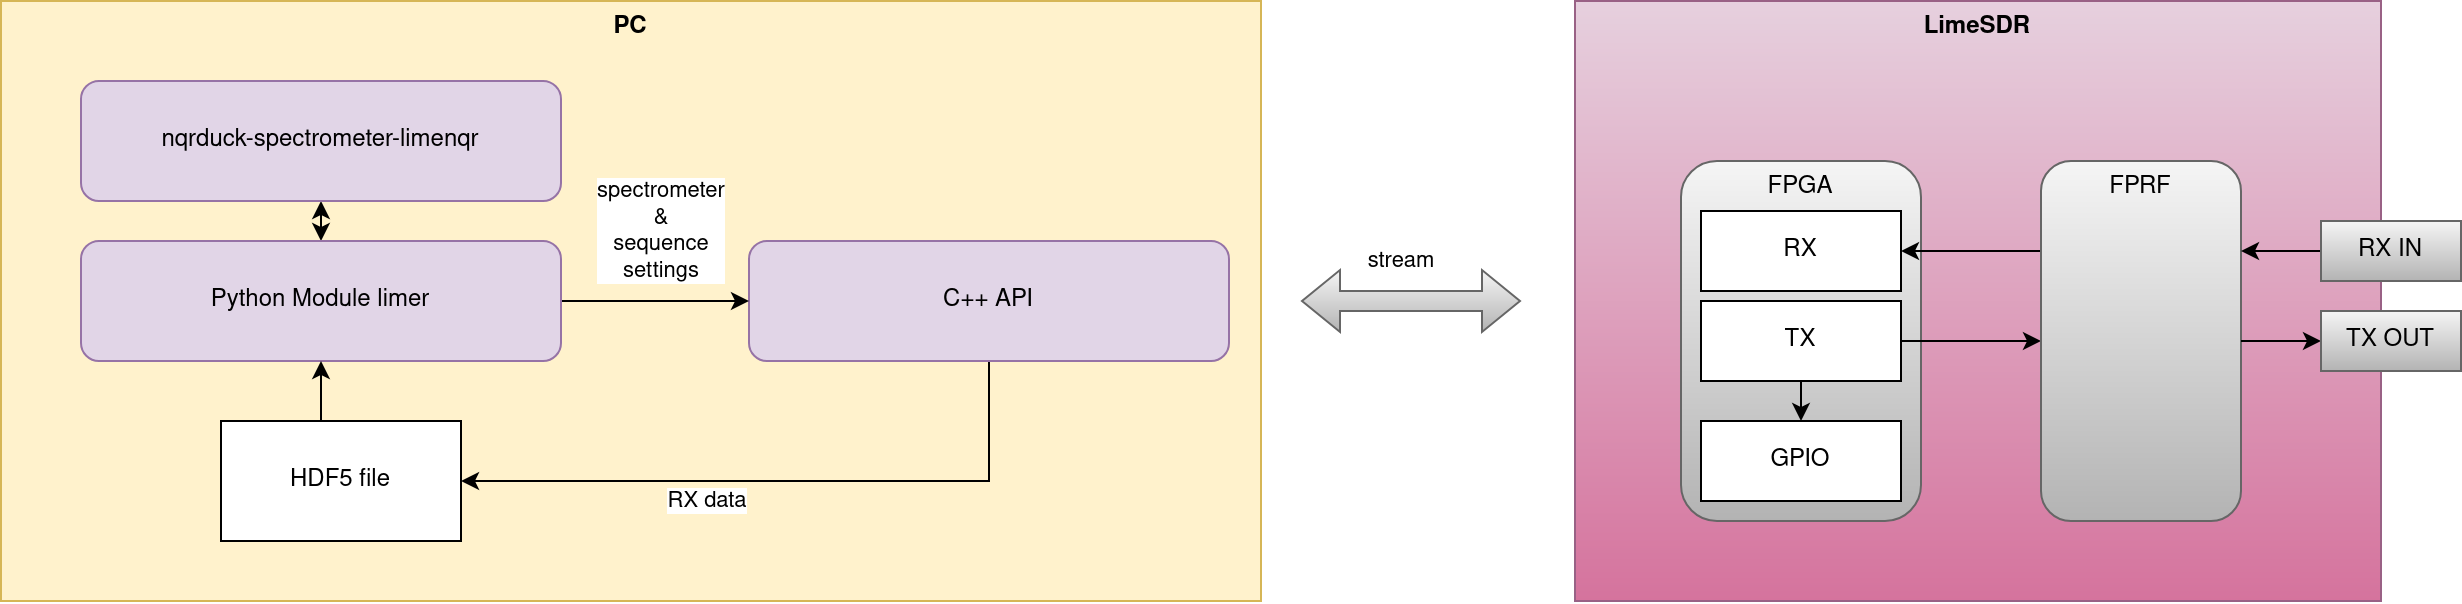 PC
nqrduck-spectrometer-limenqr
spectrometer
&
sequence
settings
Python Module limer
C++ API
HDF5 file
RX data
stream
LimeSDR
FPGA
FPRF
RX
RX IN
TX
TX OUT
GPIO